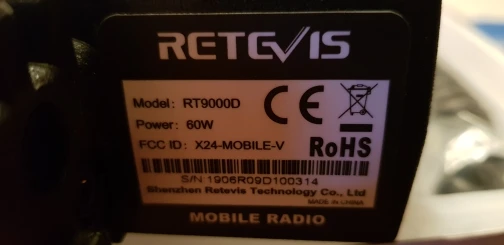 RETEVIS
Model: RT9000D
Power: 60W
FCC ID: X24-MOBILE-V
CE
RoHS
S/N:1906R09D100314
Shenzhen Retevis Technology Co., Ltd
MADE IN CHINA
MOBILE RADIO